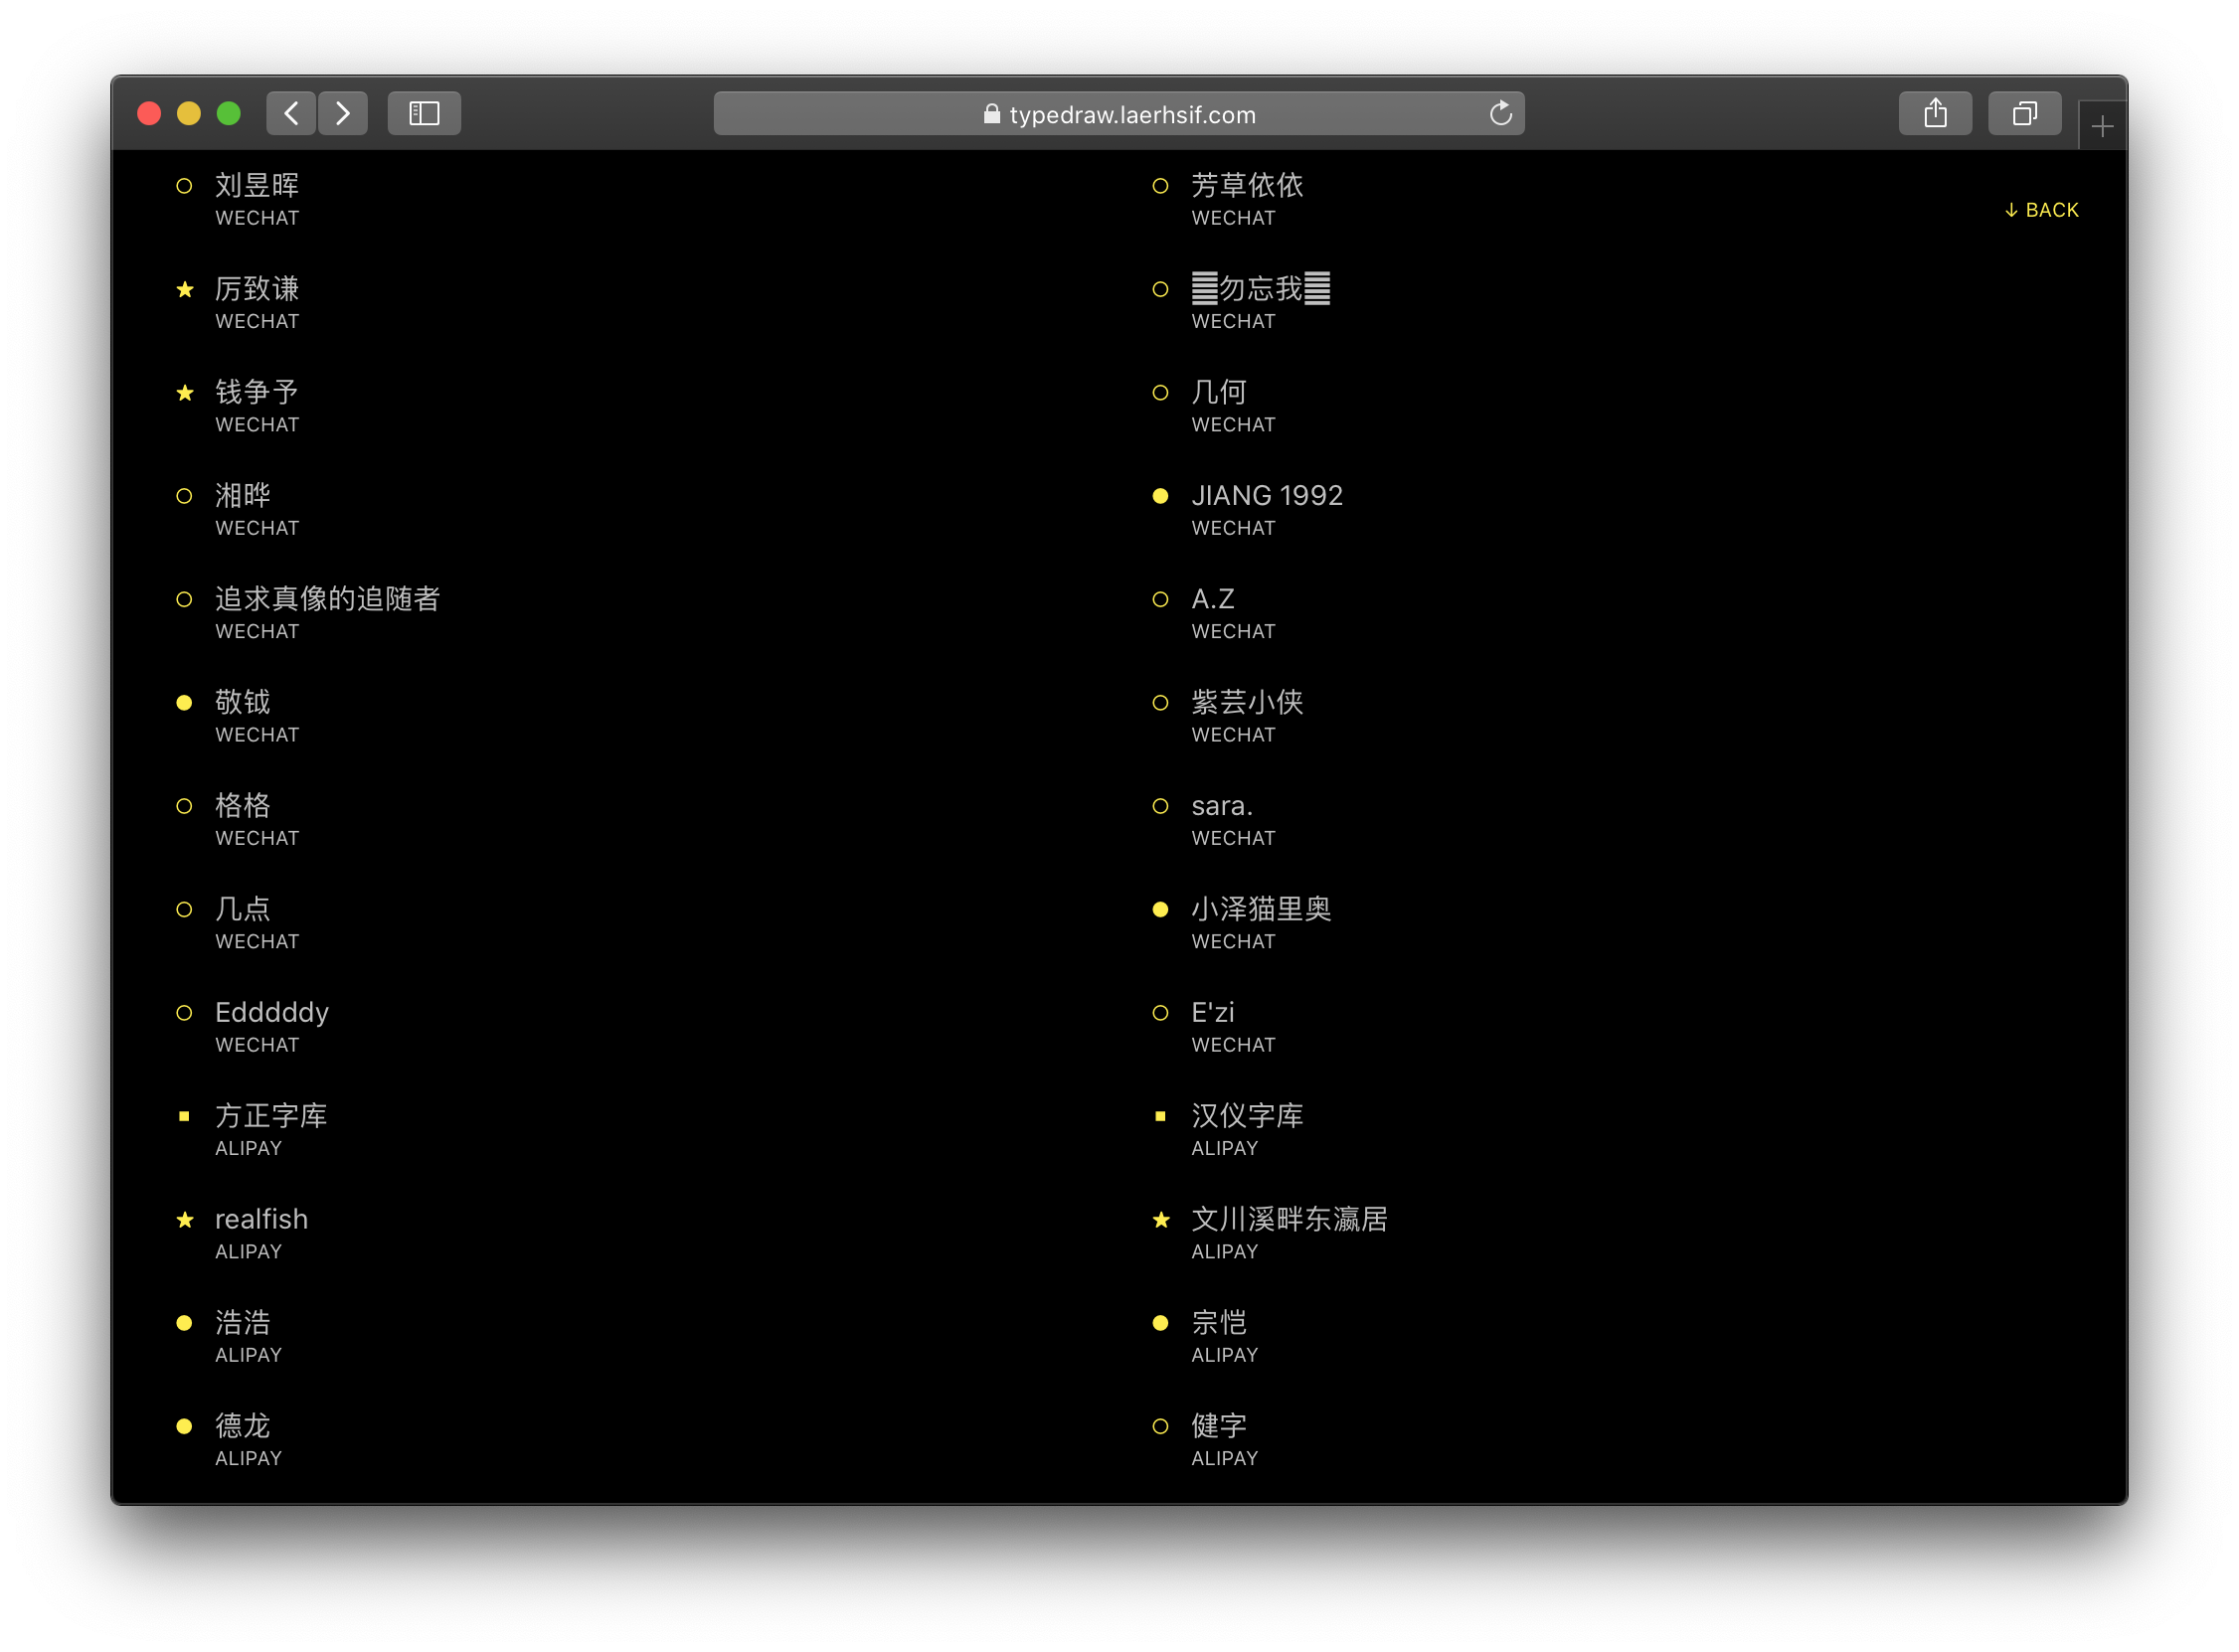 typedraw.laerhsif.com
↓ BACK
刘昱晖
WECHAT
芳草依依
WECHAT
厉致谦
WECHAT
䷀勿忘我䷀
WECHAT
钱争予
WECHAT
几何
WECHAT
湘晔
WECHAT
JIANG 1992
WECHAT
追求真像的追随者
WECHAT
A.Z
WECHAT
敬钺
WECHAT
紫芸小侠
WECHAT
格格
WECHAT
sara.
WECHAT
几点
WECHAT
小泽猫里奥
WECHAT
Edddddy
WECHAT
E'zi
WECHAT
方正字库
ALIPAY
汉仪字库
ALIPAY
realfish
ALIPAY
文川溪畔东瀛居
ALIPAY
浩浩
ALIPAY
宗恺
ALIPAY
德龙
ALIPAY
健字
ALIPAY